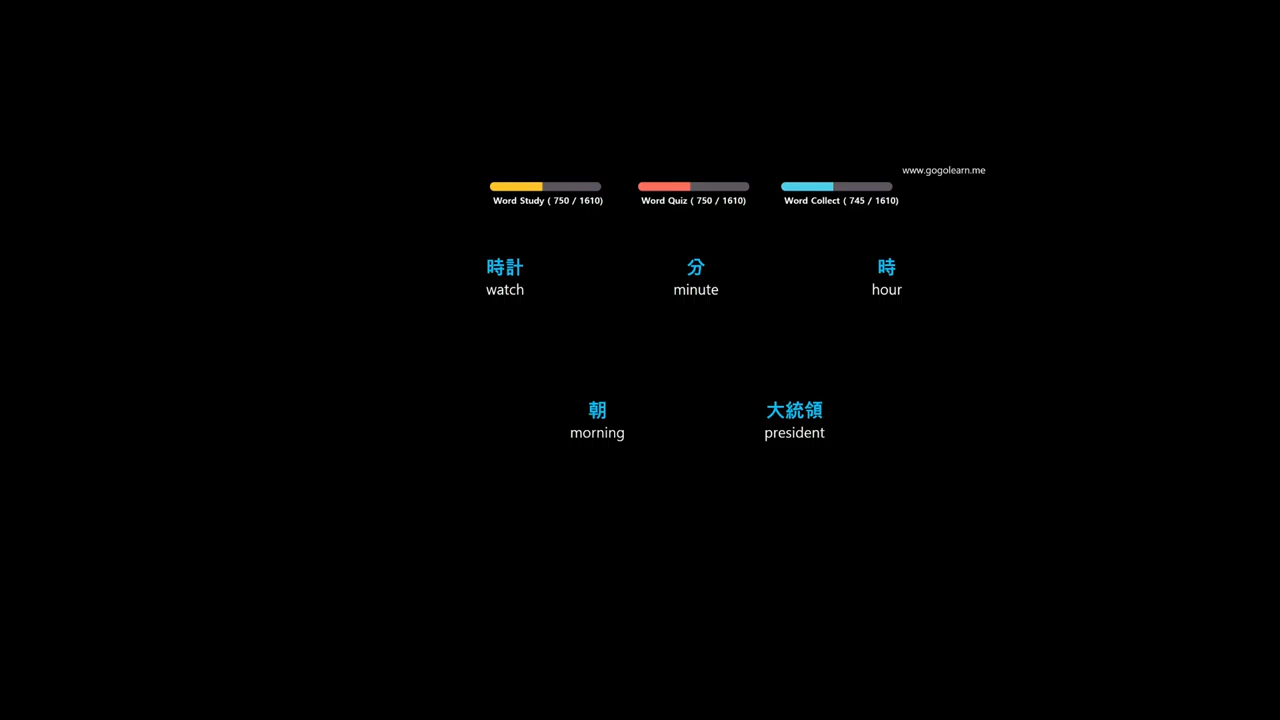 www.gogolearn.me
Word Study ( 750 / 1610) Word Quiz ( 750 / 1610) Word Collect ( 745 / 1610)
時計 分 時
watch minute hour
朝 大統領
morning president